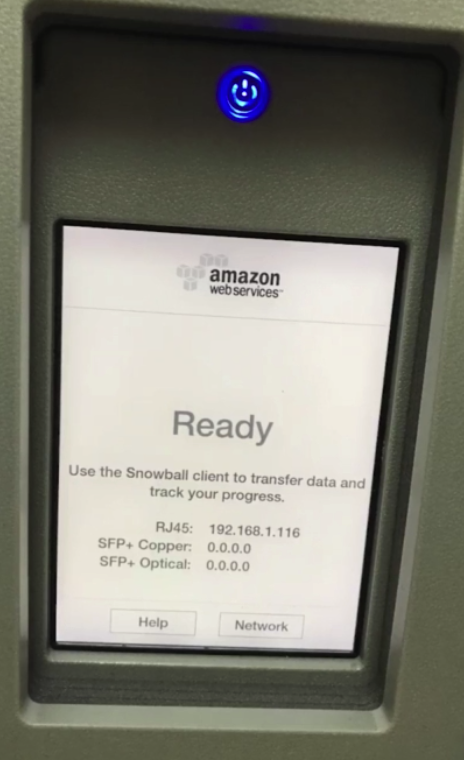 amazon
webservices™
Ready
Use the Snowball client to transfer data and
track your progress.
RJ45: 192.168.1.116
SFP+ Copper: 0.0.0.0
SFP+ Optical: 0.0.0.0
Help Network